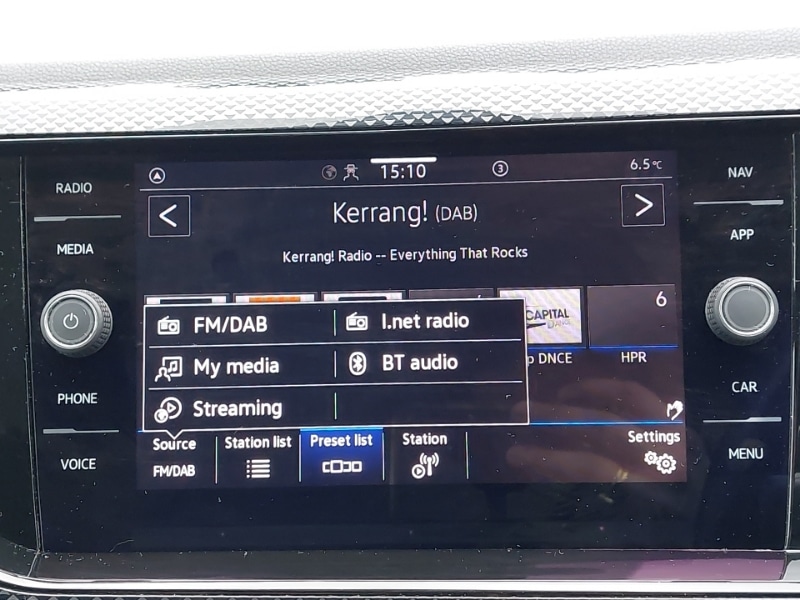 RADIO
MEDIA
PHONE
VOICE
15:10
3
6.5°C
< Kerrang! (DAB) >
Kerrang! Radio -- Everything That Rocks
6
CAPITAL
DANCE
p DNCE
HPR
FM/DAB
I.net radio
My media
BT audio
Streaming
Source
FM/DAB
Station list
Preset list
Station
Settings
NAV
APP
CAR
MENU